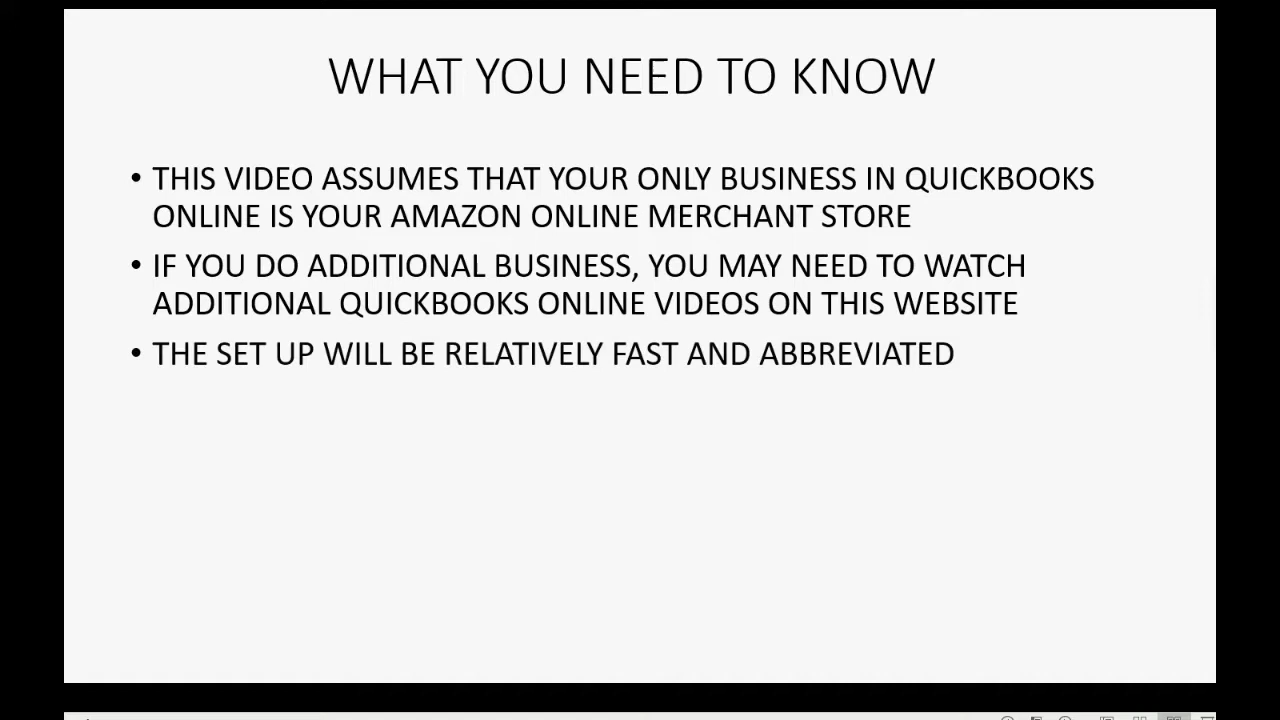 WHAT YOU NEED TO KNOW
• THIS VIDEO ASSUMES THAT YOUR ONLY BUSINESS IN QUICKBOOKS
ONLINE IS YOUR AMAZON ONLINE MERCHANT STORE
• IF YOU DO ADDITIONAL BUSINESS, YOU MAY NEED TO WATCH
ADDITIONAL QUICKBOOKS ONLINE VIDEOS ON THIS WEBSITE
• THE SET UP WILL BE RELATIVELY FAST AND ABBREVIATED